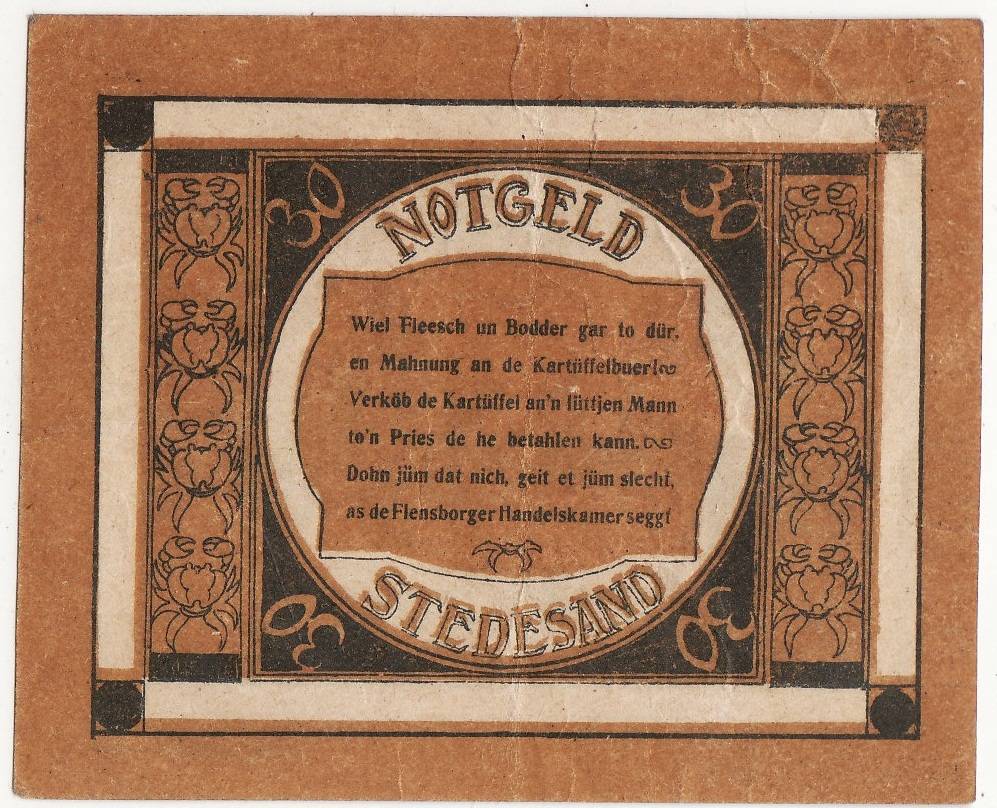 30 30
NOTGELD
Wiel Fleesch un Bodder gar to dür,
en Mahnung an de Kartüffelbuer!
Verköb de Kartüffel an'n lüttjen Mann
to'n Pries de he betahlen kann.
Dohn jüm dat nich, geit et jüm slecht,
as de Flensborger Handelskamer seggt
STEDESAND
30 30